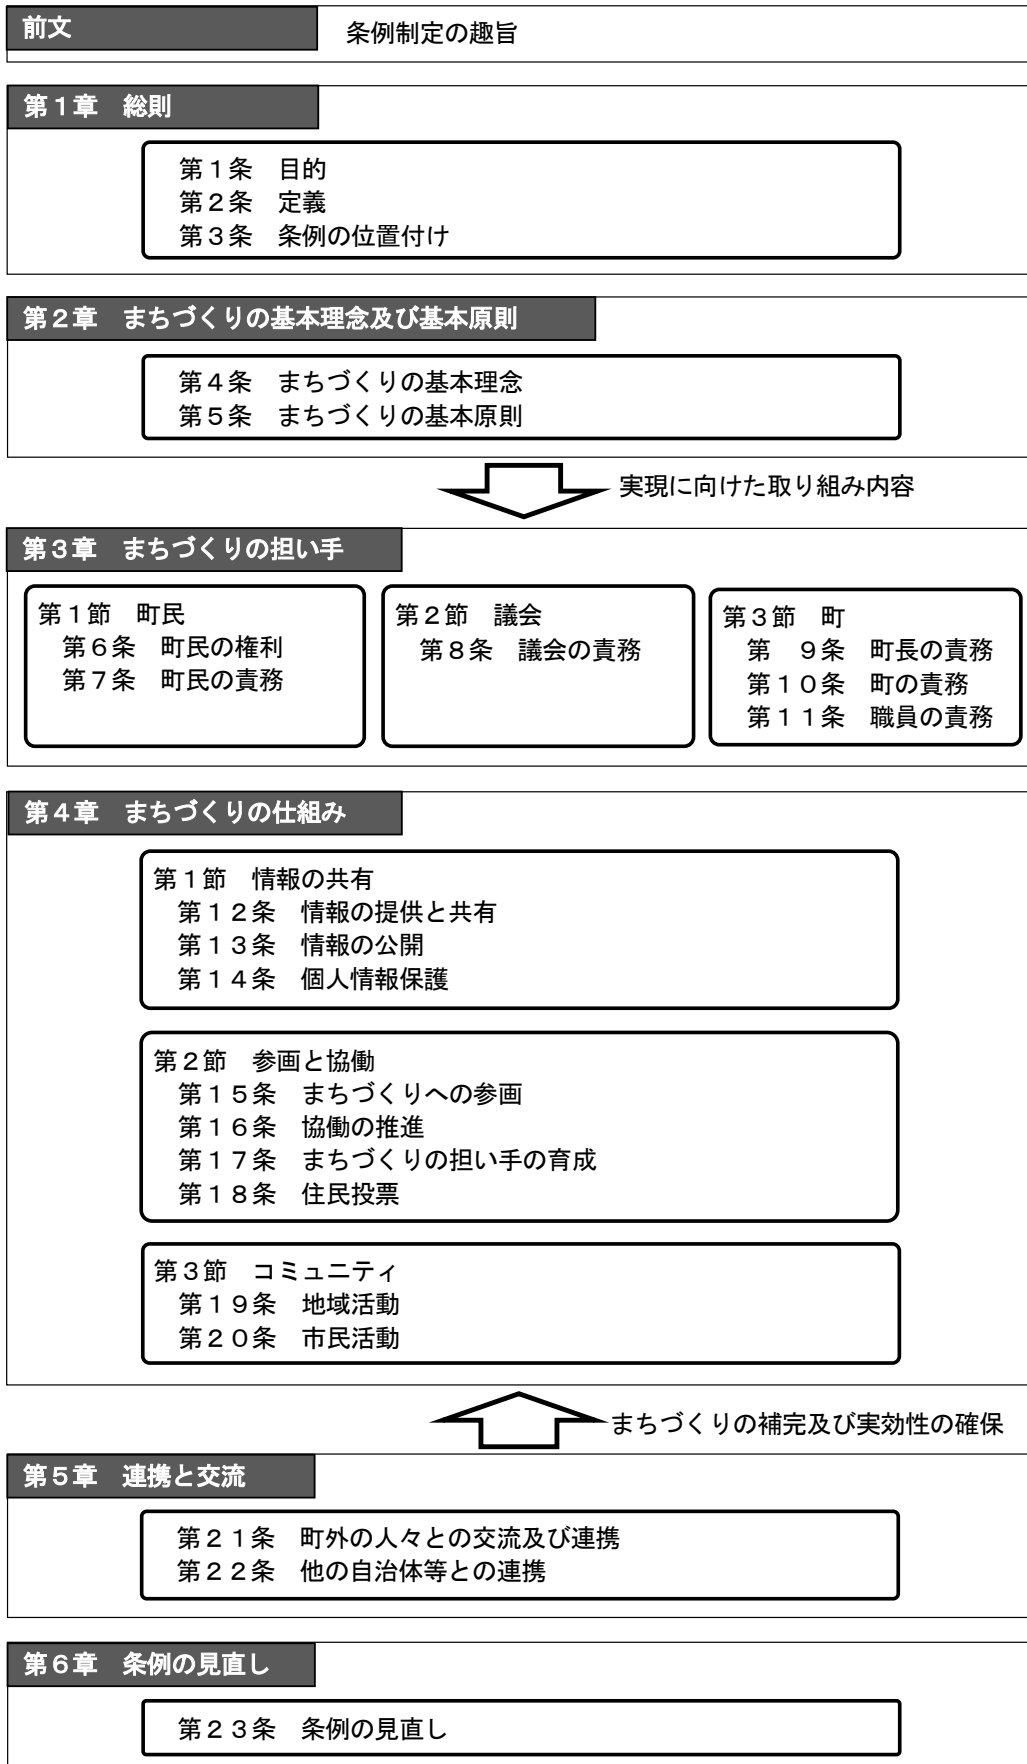 前文
条例制定の趣旨
第１章　総則
第１条　目的
第２条　定義
第３条　条例の位置付け
第２章　まちづくりの基本理念及び基本原則
第４条　まちづくりの基本理念
第５条　まちづくりの基本原則
実現に向けた取り組み内容
第３章　まちづくりの担い手
第１節　町民
第６条　町民の権利
第７条　町民の責務
第２節　議会
第８条　議会の責務
第３節　町
第　９条　町長の責務
第１０条　町の責務
第１１条　職員の責務
第４章　まちづくりの仕組み
第１節　情報の共有
第１２条　情報の提供と共有
第１３条　情報の公開
第１４条　個人情報保護
第２節　参画と協働
第１５条　まちづくりへの参画
第１６条　協働の推進
第１７条　まちづくりの担い手の育成
第１８条　住民投票
第３節　コミュニティ
第１９条　地域活動
第２０条　市民活動
まちづくりの補完及び実効性の確保
第５章　連携と交流
第２１条　町外の人々との交流及び連携
第２２条　他の自治体等との連携
第６章　条例の見直し
第２３条　条例の見直し